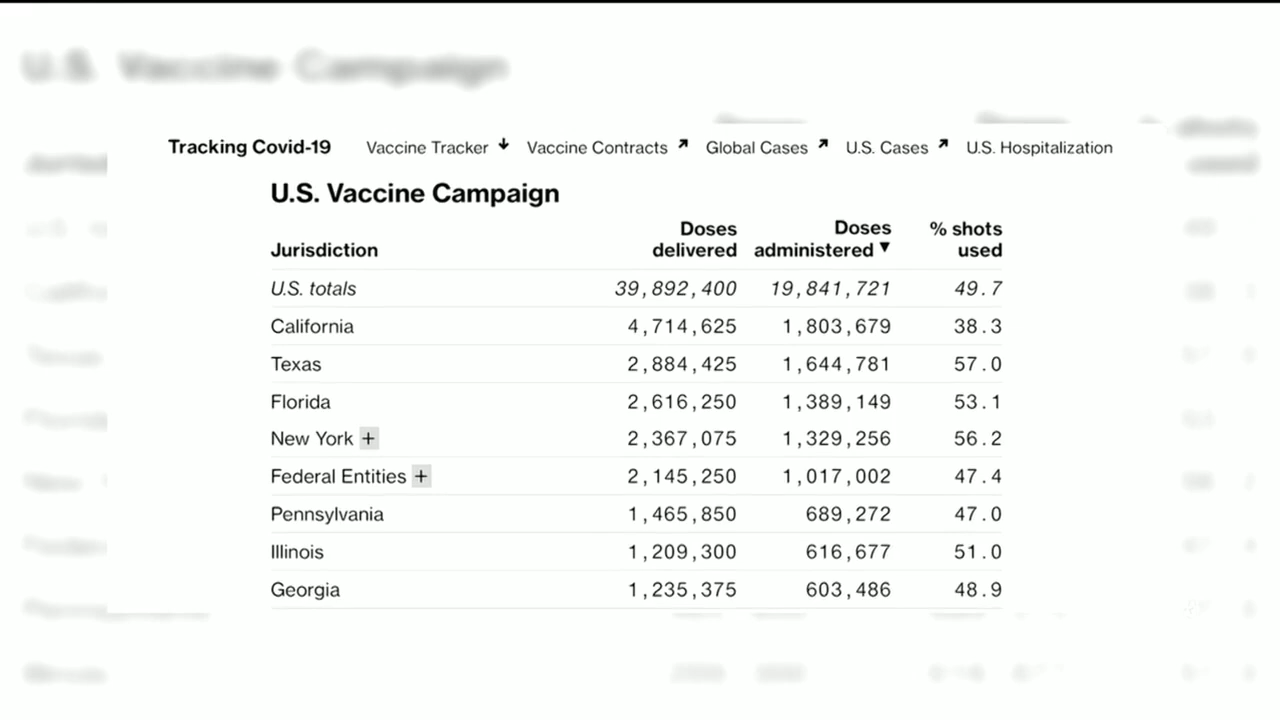 U.S. Vaccine Campaign
Tracking Covid-19 Vaccine Tracker ↓ Vaccine Contracts ↗ Global Cases ↗ U.S. Cases ↗ U.S. Hospitalization
U.S. Vaccine Campaign
Jurisdiction Doses delivered Doses administered ▼ % shots used
U.S. totals 39,892,400 19,841,721 49.7
California 4,714,625 1,803,679 38.3
Texas 2,884,425 1,644,781 57.0
Florida 2,616,250 1,389,149 53.1
New York + 2,367,075 1,329,256 56.2
Federal Entities + 2,145,250 1,017,002 47.4
Pennsylvania 1,465,850 689,272 47.0
Illinois 1,209,300 616,677 51.0
Georgia 1,235,375 603,486 48.9